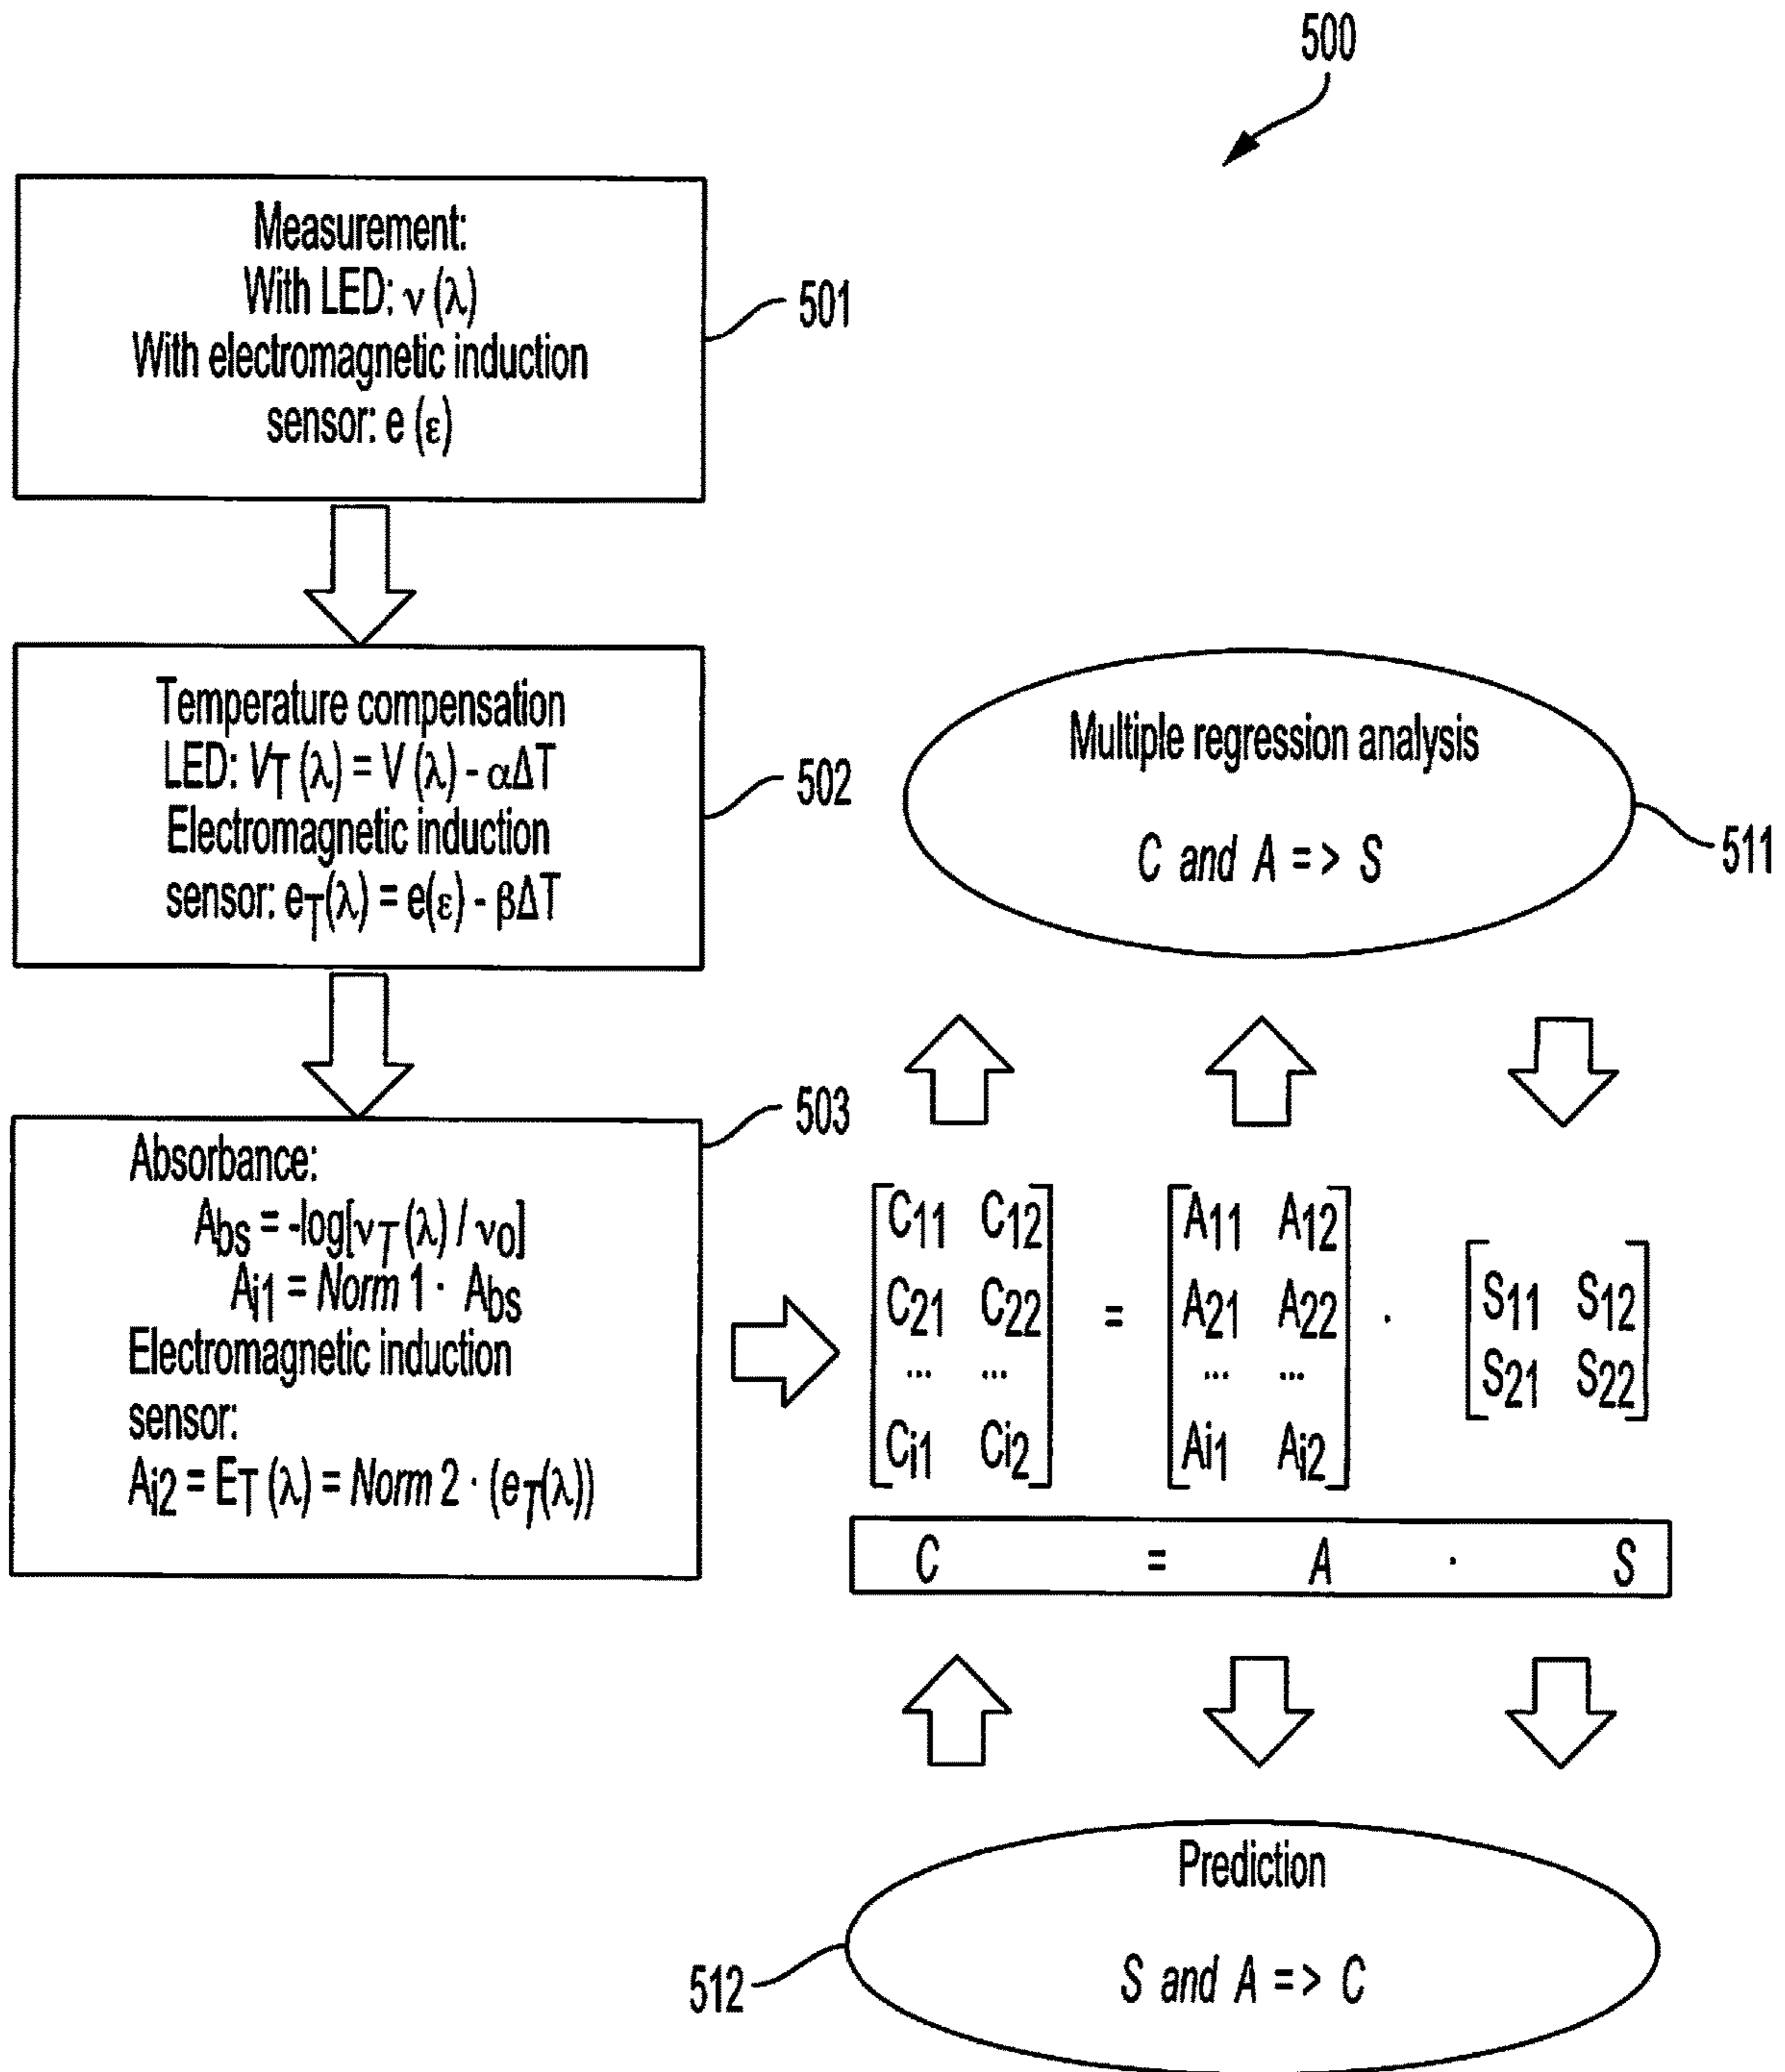 500
Measurement:
With LED: ν (λ)
With electromagnetic induction
sensor: e (ε)
501
Temperature compensation
LED: VT (λ) = V (λ) - αΔT
Electromagnetic induction
sensor: eT(λ) = e(ε) - βΔT
502
Absorbance:
Abs = -log[νT (λ) / ν0]
Ai1 = Norm 1 · Abs
Electromagnetic induction
sensor:
Ai2 = ET (λ) = Norm 2 · (eT(λ))
503
Multiple regression analysis
C and A = > S
511
C11 C12 A11 A12
C21 C22 = A21 A22 · S11 S12
... ... ... ... S21 S22
Ci1 Ci2 Ai1 Ai2
C = A · S
Prediction
S and A = > C
512